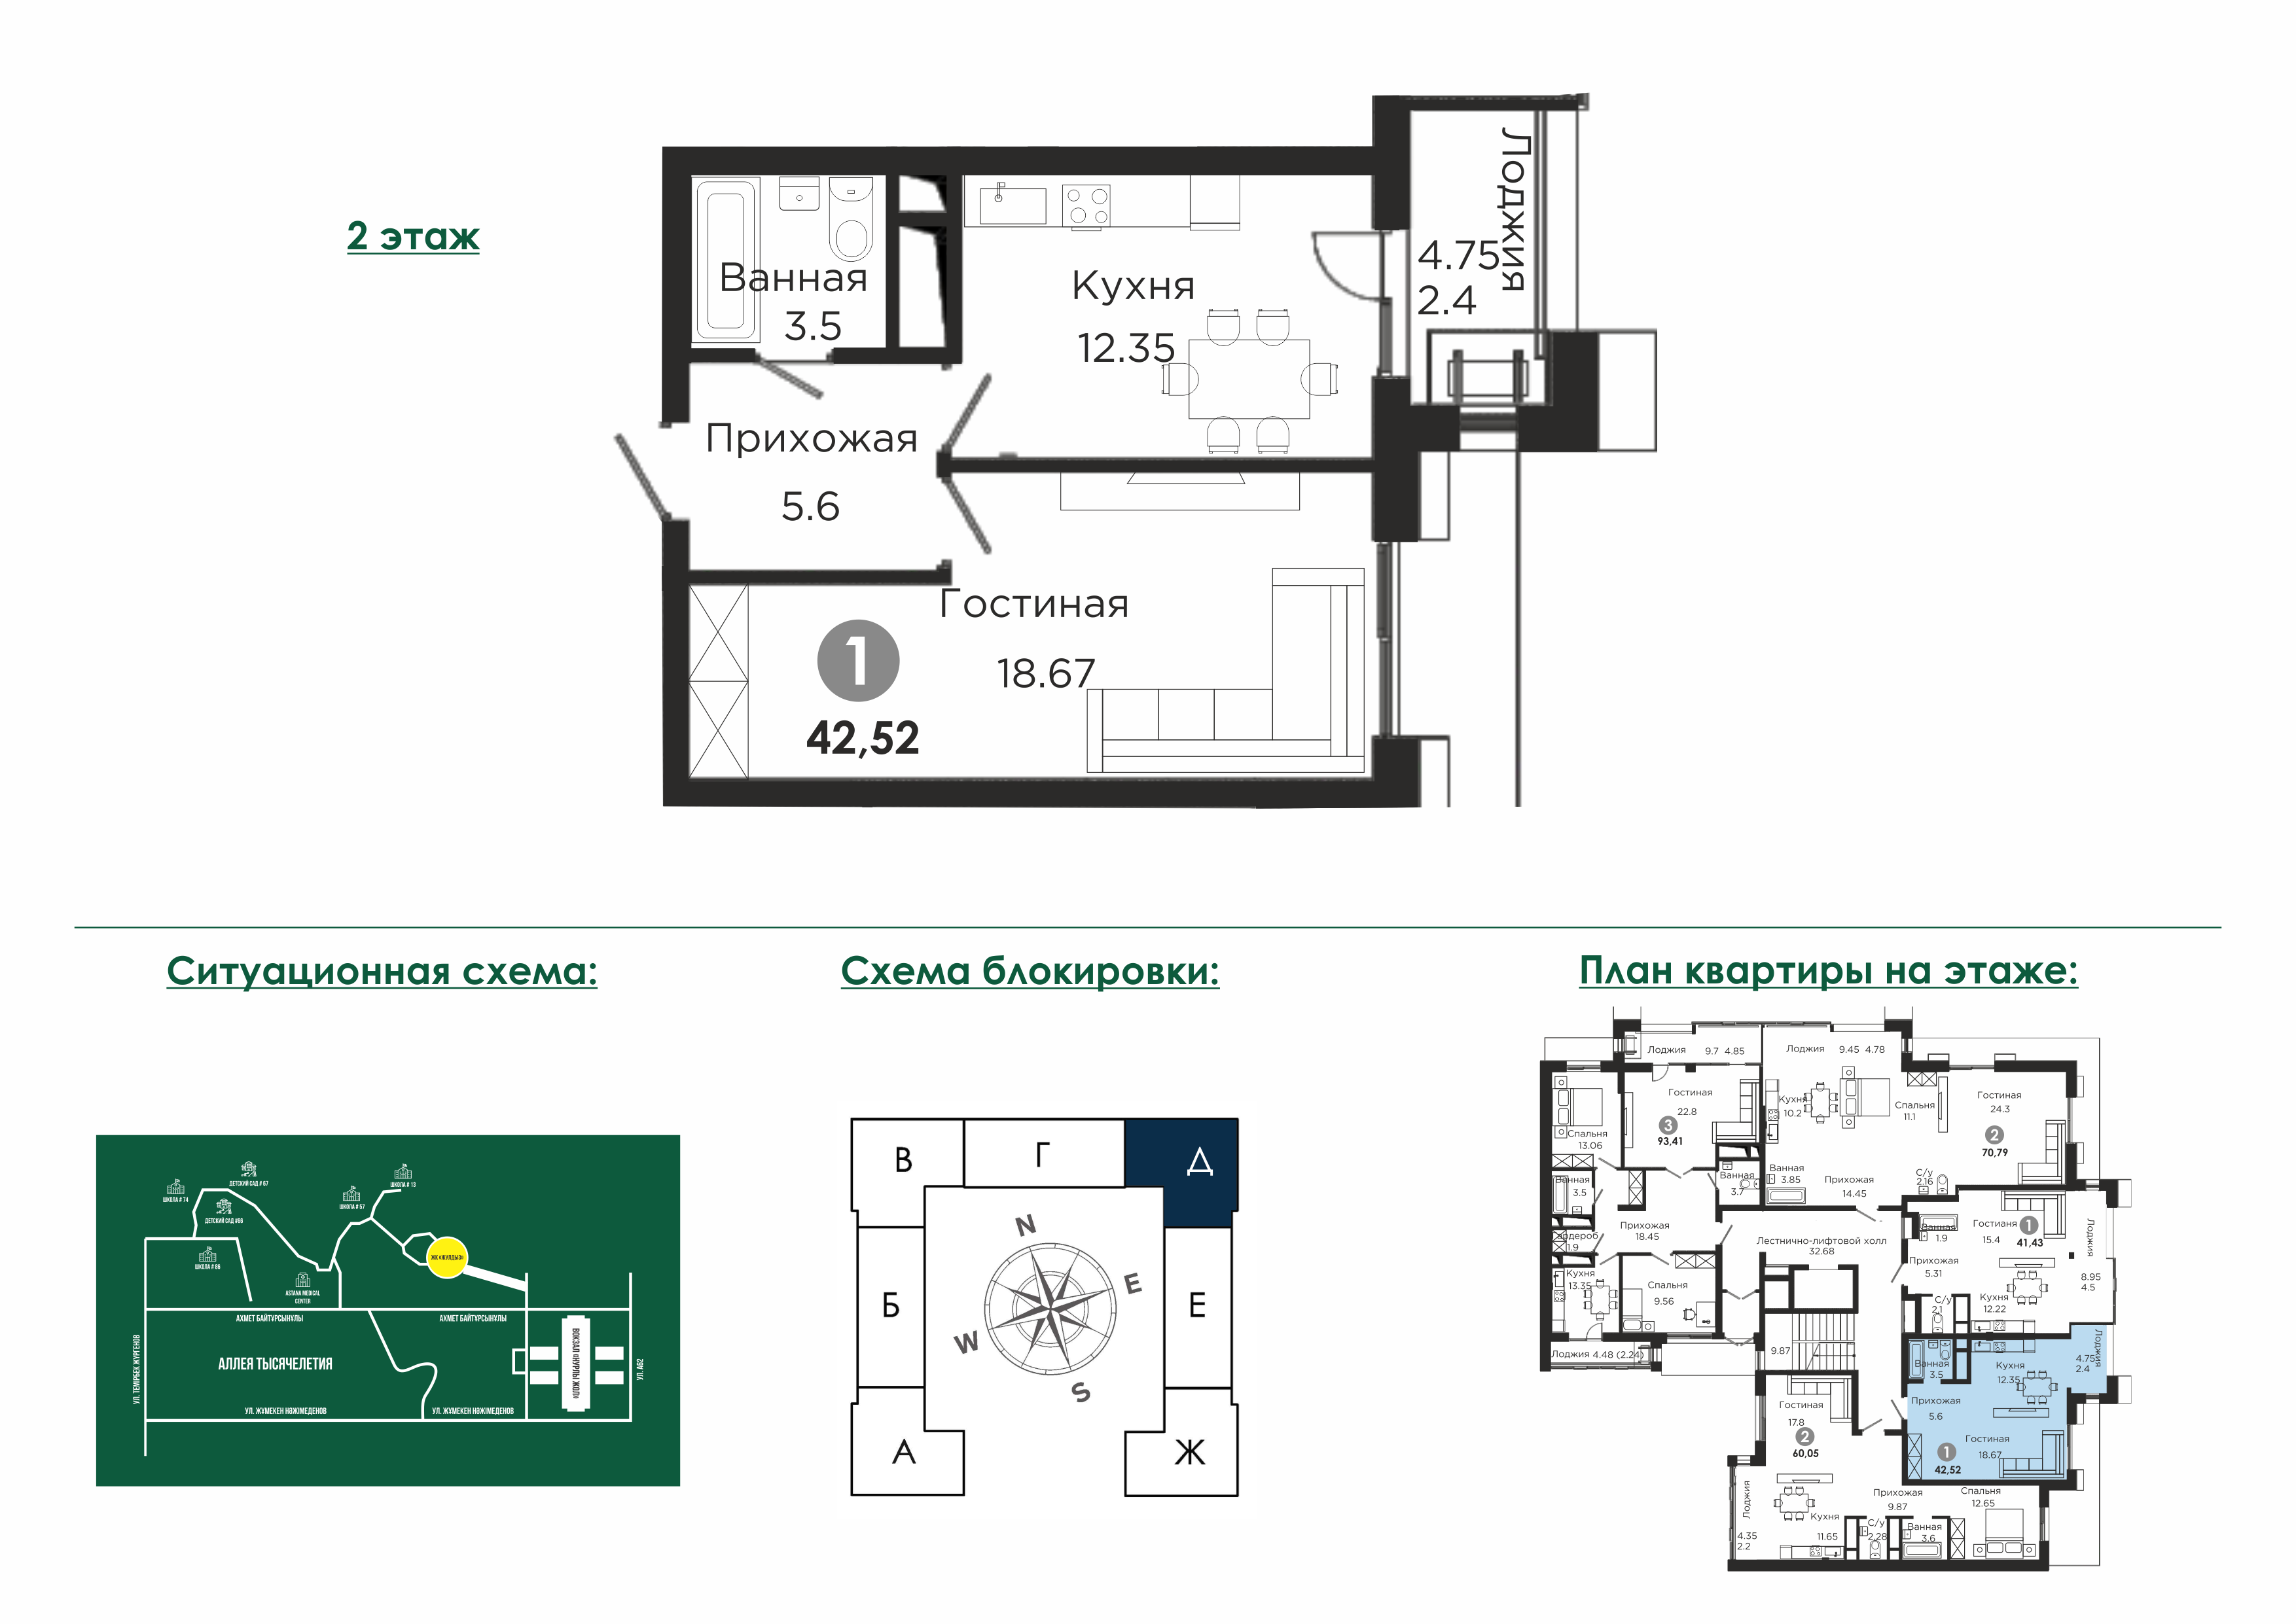 2 этаж
Ванная
3.5
Кухня
12.35
Лоджия
4.75
2.4
Прихожая
5.6
Гостиная
18.67
1
42,52
Ситуационная схема:
Схема блокировки:
План квартиры на этаже:
ШКОЛА # 74
ДЕТСКИЙ САД # 67
ДЕТСКИЙ САД #66
ШКОЛА # 86
ШКОЛА # 57
ШКОЛА # 13
ЖК «ЖУЛДЫЗ»
ASTANA MEDICAL
CENTER
АХМЕТ БАЙТҰРСЫНҰЛЫ
АХМЕТ БАЙТҰРСЫНҰЛЫ
УЛ. ТЕМІРБЕК ЖҮРГЕНОВ
АЛЛЕЯ ТЫСЯЧЕЛЕТИЯ
ВОКЗАЛ «НУРЛЫ ЖОЛ»
УЛ. А62
УЛ. ЖҰМЕКЕН НӘЖІМЕДЕНОВ
УЛ. ЖҰМЕКЕН НӘЖІМЕДЕНОВ
В
Г
Д
Б
Е
А
Ж
N
E
W
S
Лоджия 9.7 4.85
Лоджия 9.45 4.78
Гостиная
22.8
3
93,41
Спальня
13.06
Кухня
10.2
Спальня
11.1
Гостиная
24.3
2
70,79
Ванная
3.5
Ванная
3.7
Ванная
3.85
Прихожая
14.45
С/у
2.16
Прихожая
18.45
Гардероб
1.9
Лестнично-лифтовой холл
32.68
Ванная
1.9
Гостианя
15.4
1
41,43
Лоджия
8.95
4.5
Прихожая
5.31
Кухня
13.35
Спальня
9.56
С/у
2.1
Кухня
12.22
Лоджия 4.48 (2.24)
9.87
Ванная
3.5
Кухня
12.35
Лоджия
4.75
2.4
Прихожая
5.6
Гостиная
18.67
1
42,52
Гостиная
17.8
2
60,05
Лоджия
4.35
2.2
Кухня
11.65
Прихожая
9.87
С/у
2.28
Ванная
3.6
Спальня
12.65